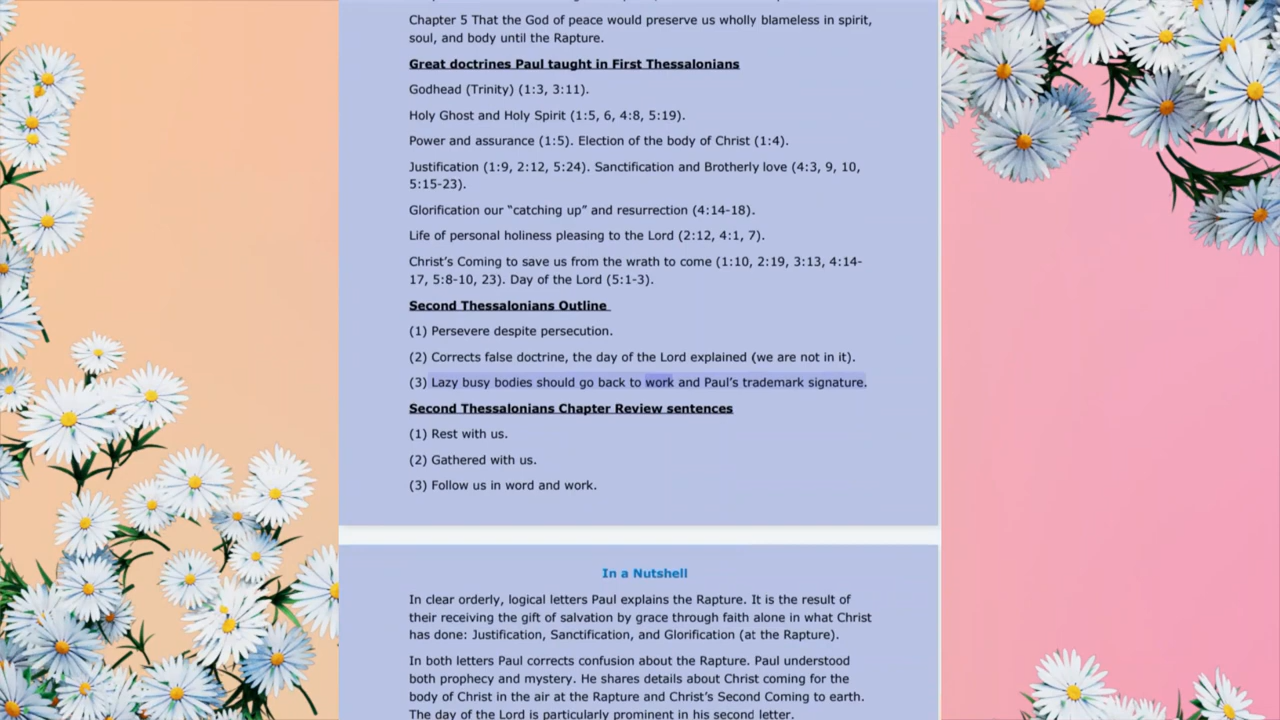 Chapter 5 That the God of peace would preserve us wholly blameless in spirit,
soul, and body until the Rapture.
Great doctrines Paul taught in First Thessalonians
Godhead (Trinity) (1:3, 3:11).
Holy Ghost and Holy Spirit (1:5, 6, 4:8, 5:19).
Power and assurance (1:5). Election of the body of Christ (1:4).
Justification (1:9, 2:12, 5:24). Sanctification and Brotherly love (4:3, 9, 10,
5:15-23).
Glorification our “catching up” and resurrection (4:14-18).
Life of personal holiness pleasing to the Lord (2:12, 4:1, 7).
Christ’s Coming to save us from the wrath to come (1:10, 2:19, 3:13, 4:14-
17, 5:8-10, 23). Day of the Lord (5:1-3).
Second Thessalonians Outline
(1) Persevere despite persecution.
(2) Corrects false doctrine, the day of the Lord explained (we are not in it).
(3) Lazy busy bodies should go back to work and Paul’s trademark signature.
Second Thessalonians Chapter Review sentences
(1) Rest with us.
(2) Gathered with us.
(3) Follow us in word and work.
In a Nutshell
In clear orderly, logical letters Paul explains the Rapture. It is the result of
their receiving the gift of salvation by grace through faith alone in what Christ
has done: Justification, Sanctification, and Glorification (at the Rapture).
In both letters Paul corrects confusion about the Rapture. Paul understood
both prophecy and mystery. He shares details about Christ coming for the
body of Christ in the air at the Rapture and Christ’s Second Coming to earth.
The day of the Lord is particularly prominent in his second letter.